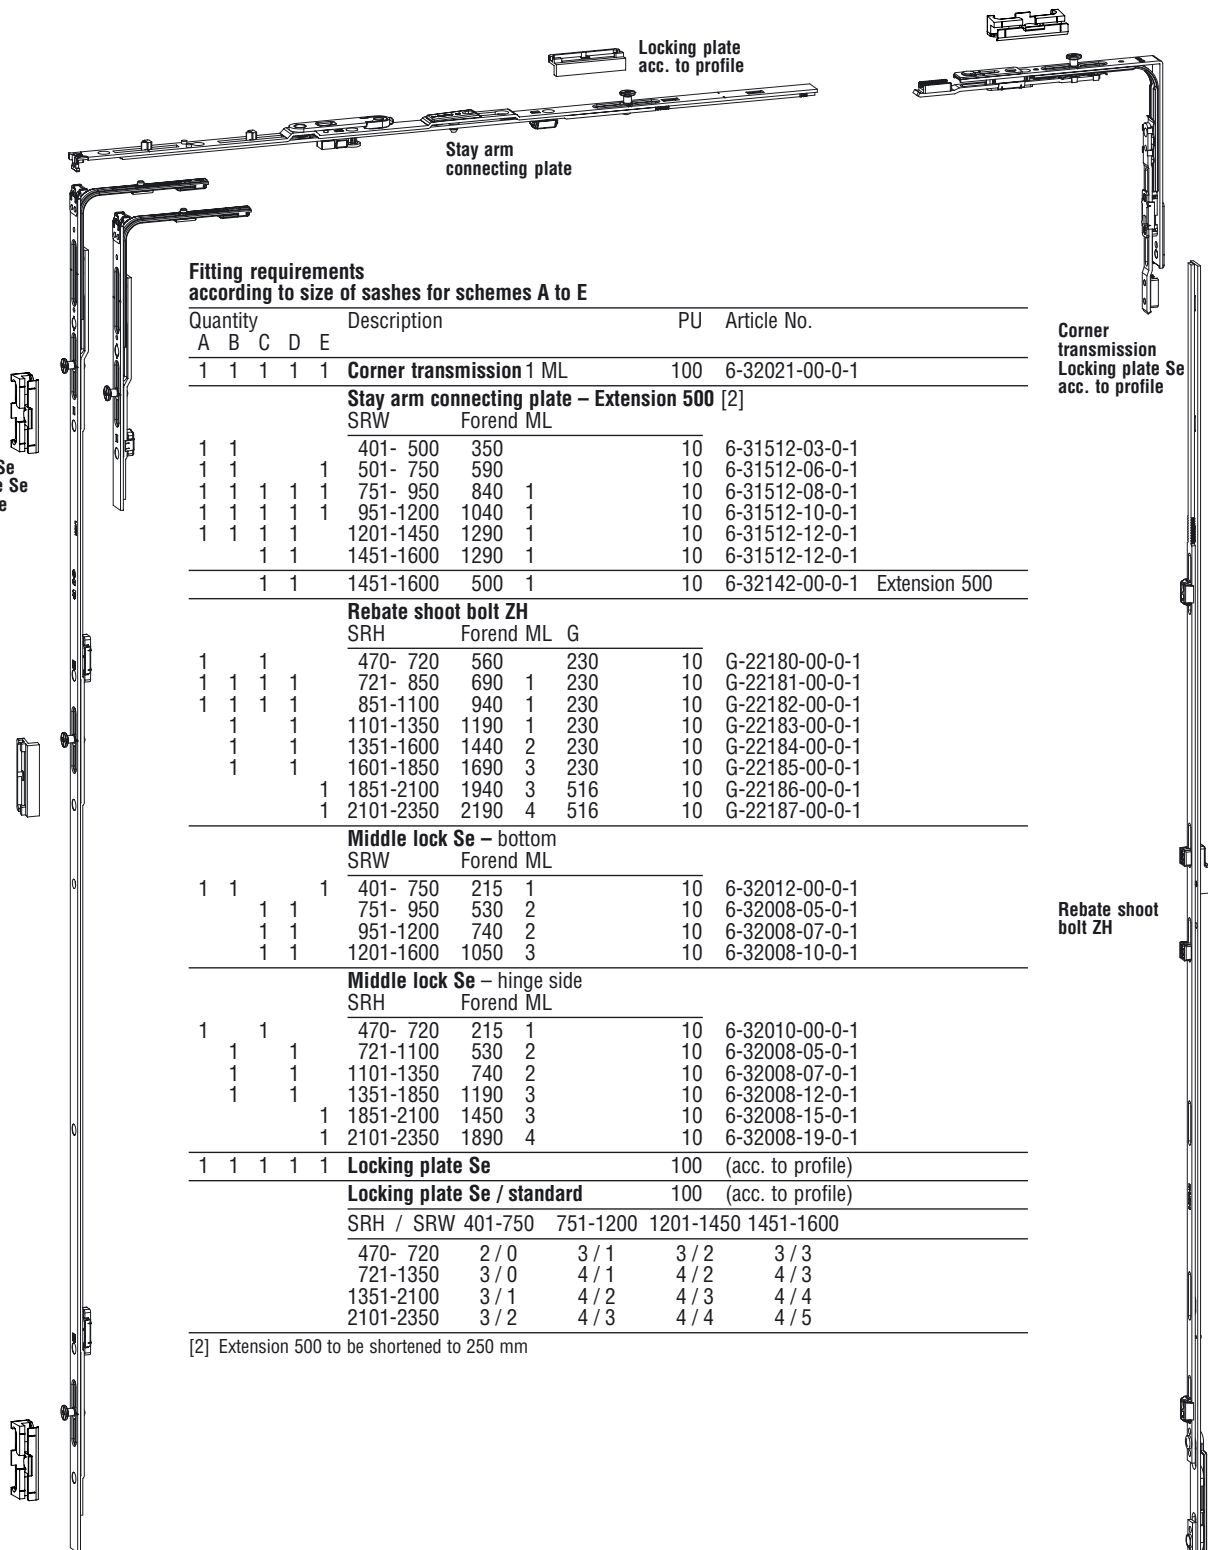 Locking plate
acc. to profile
Stay arm
connecting plate
Fitting requirements
according to size of sashes for schemes A to E
Quantity Description PU Article No.
A B C D E
1 1 1 1 1 Corner transmission 1 ML 100 6-32021-00-0-1
Stay arm connecting plate – Extension 500 [2]
SRW Forend ML
1 1 401- 500 350 10 6-31512-03-0-1
1 1 1 501- 750 590 10 6-31512-06-0-1
1 1 1 1 1 751- 950 840 1 10 6-31512-08-0-1
1 1 1 1 1 951-1200 1040 1 10 6-31512-10-0-1
1 1 1 1 1201-1450 1290 1 10 6-31512-12-0-1
1 1 1451-1600 1290 1 10 6-31512-12-0-1
1 1 1451-1600 500 1 10 6-32142-00-0-1 Extension 500
Rebate shoot bolt ZH
SRH Forend ML G
1 1 470- 720 560 230 10 G-22180-00-0-1
1 1 1 1 721- 850 690 1 230 10 G-22181-00-0-1
1 1 1 1 851-1100 940 1 230 10 G-22182-00-0-1
1 1 1101-1350 1190 1 230 10 G-22183-00-0-1
1 1 1351-1600 1440 2 230 10 G-22184-00-0-1
1 1 1601-1850 1690 3 230 10 G-22185-00-0-1
1 1851-2100 1940 3 516 10 G-22186-00-0-1
1 2101-2350 2190 4 516 10 G-22187-00-0-1
Middle lock Se – bottom
SRW Forend ML
1 1 1 401- 750 215 1 10 6-32012-00-0-1
1 1 751- 950 530 2 10 6-32008-05-0-1
1 1 951-1200 740 2 10 6-32008-07-0-1
1 1 1201-1600 1050 3 10 6-32008-10-0-1
Middle lock Se – hinge side
SRH Forend ML
1 1 470- 720 215 1 10 6-32010-00-0-1
1 1 721-1100 530 2 10 6-32008-05-0-1
1 1 1101-1350 740 2 10 6-32008-07-0-1
1 1 1351-1850 1190 3 10 6-32008-12-0-1
1 1851-2100 1450 3 10 6-32008-15-0-1
1 2101-2350 1890 4 10 6-32008-19-0-1
1 1 1 1 1 Locking plate Se 100 (acc. to profile)
Locking plate Se / standard 100 (acc. to profile)
SRH / SRW 401-750 751-1200 1201-1450 1451-1600
470- 720 2 / 0 3 / 1 3 / 2 3 / 3
721-1350 3 / 0 4 / 1 4 / 2 4 / 3
1351-2100 3 / 1 4 / 2 4 / 3 4 / 4
2101-2350 3 / 2 4 / 3 4 / 4 4 / 5
[2] Extension 500 to be shortened to 250 mm
Corner
transmission
Locking plate Se
acc. to profile
Rebate shoot
bolt ZH
Se
Se